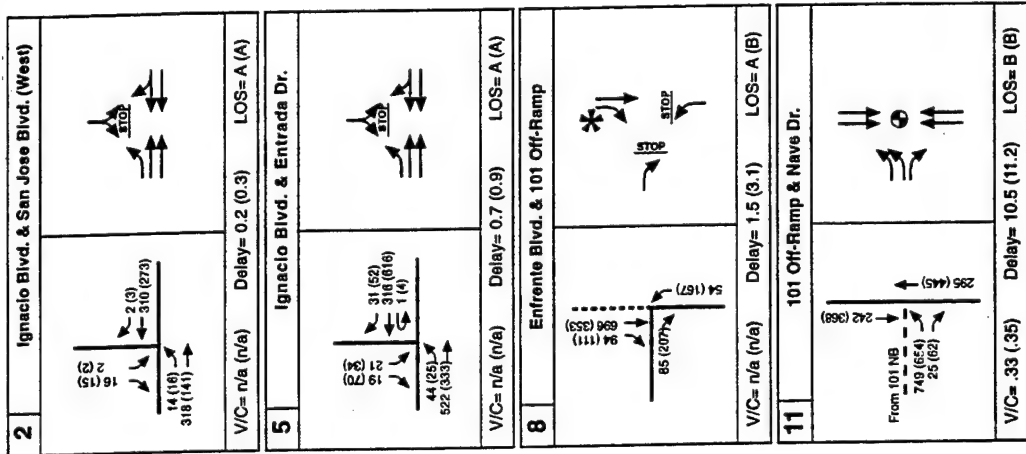 2
Ignacio Blvd. & San Jose Blvd. (West)
16 (15)
2 (2)
2 (3)
310 (273)
14 (16)
318 (141)
STOP
V/C= n/a (n/a)
Delay= 0.2 (0.3)
LOS= A (A)
5
Ignacio Blvd. & Entrada Dr.
19 (70)
21 (34)
31 (52)
316 (616)
1 (4)
44 (25)
522 (333)
STOP
V/C= n/a (n/a)
Delay= 0.7 (0.9)
LOS= A (A)
8
Enfrente Blvd. & 101 Off-Ramp
94 (111)
696 (353)
85 (207)
54 (167)
STOP
STOP
V/C= n/a (n/a)
Delay= 1.5 (3.1)
LOS= A (B)
11
101 Off-Ramp & Nave Dr.
242 (368)
From 101 NB
749 (654)
25 (62)
295 (445)
V/C= .33 (.35)
Delay= 10.5 (11.2)
LOS= B (B)